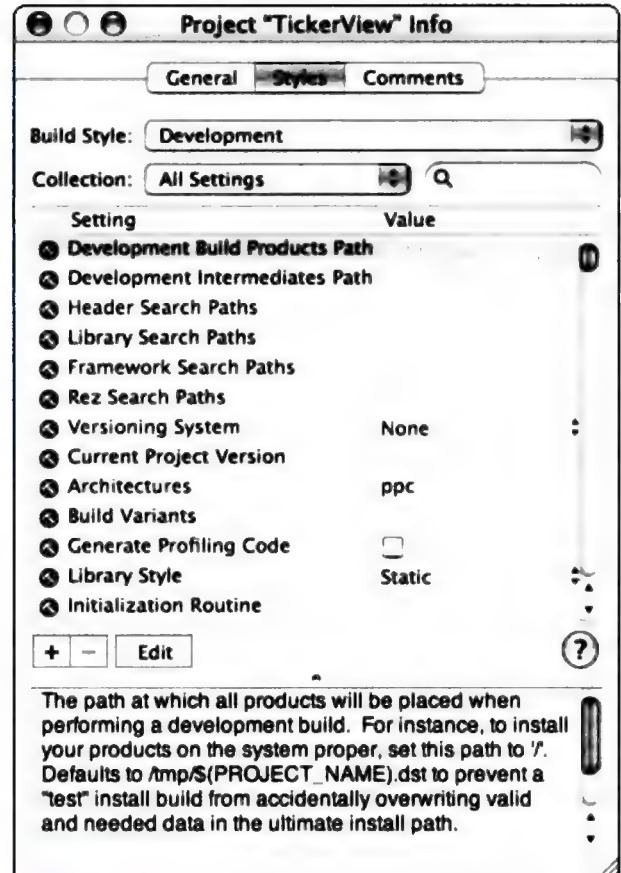 Project "TickerView" Info
General Styles Comments
Build Style: Development
Collection: All Settings
Setting Value
Development Build Products Path
Development Intermediates Path
Header Search Paths
Library Search Paths
Framework Search Paths
Rez Search Paths
Versioning System None
Current Project Version
Architectures ppc
Build Variants
Generate Profiling Code
Library Style Static
Initialization Routine
+ - Edit ?
The path at which all products will be placed when
performing a development build. For instance, to install
your products on the system proper, set this path to '/'.
Defaults to /tmp/$(PROJECT_NAME).dst to prevent a
"test" install build from accidentally overwriting valid
and needed data in the ultimate install path.